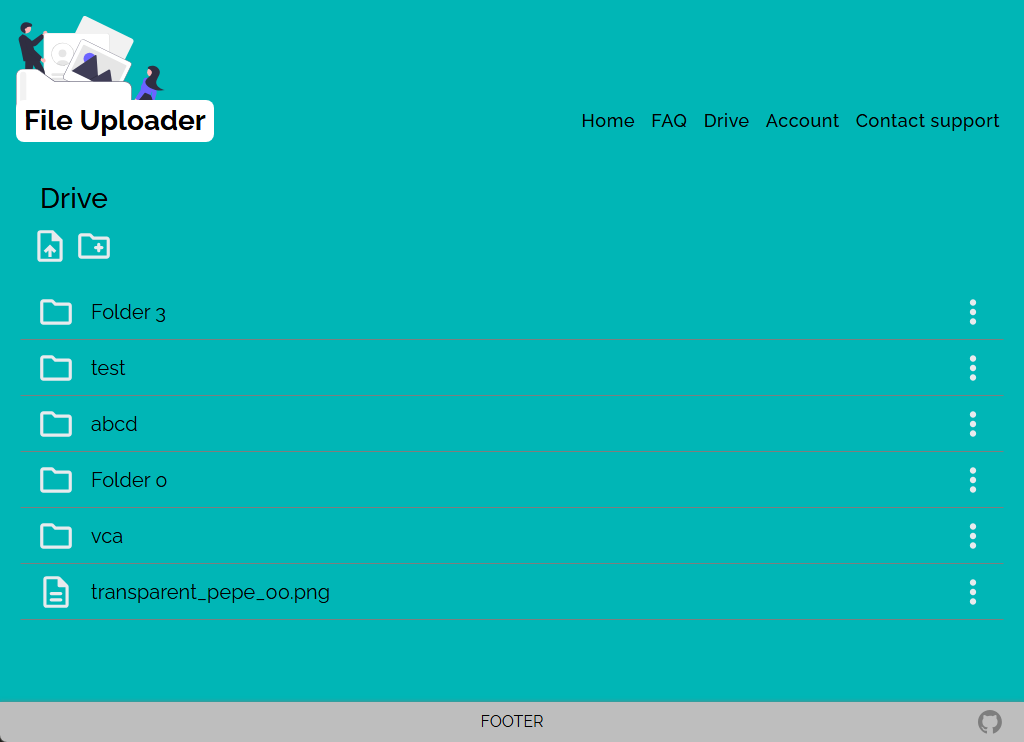 File Uploader
Home FAQ Drive Account Contact support
Drive
Folder 3
test
abcd
Folder 0
vca
transparent_pepe_00.png
FOOTER